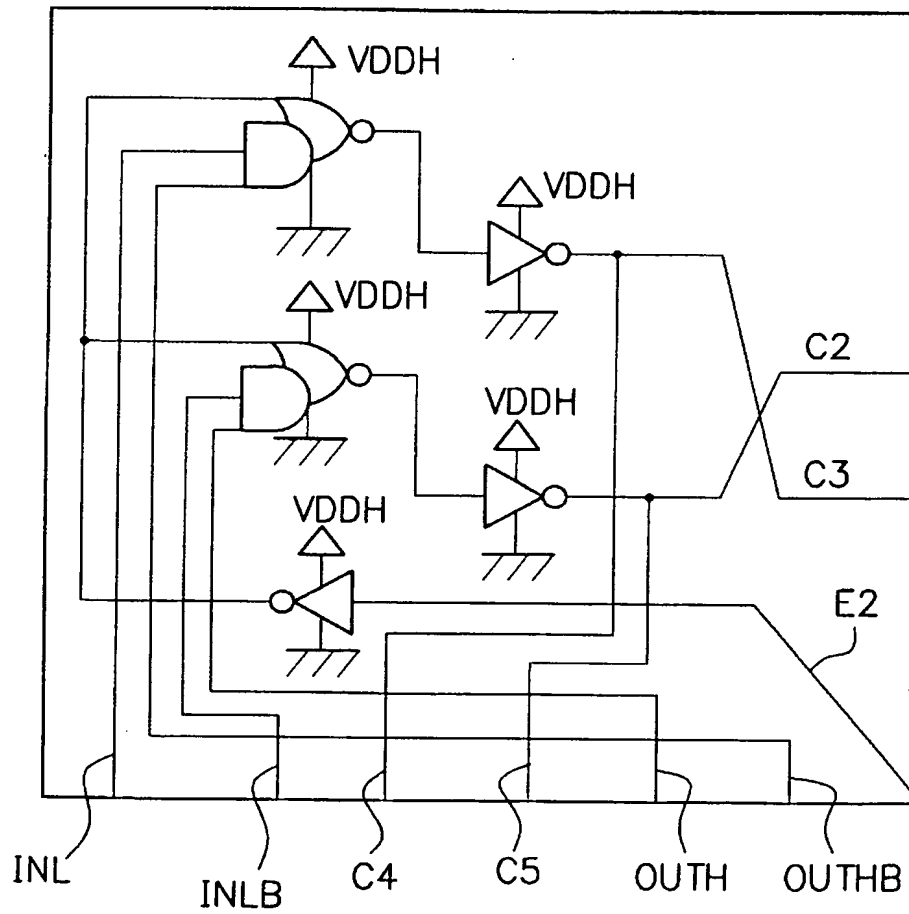 VDDH
VDDH
VDDH
VDDH
VDDH
C2
C3
E2
INL
INLB
C4
C5
OUTH
OUTHB